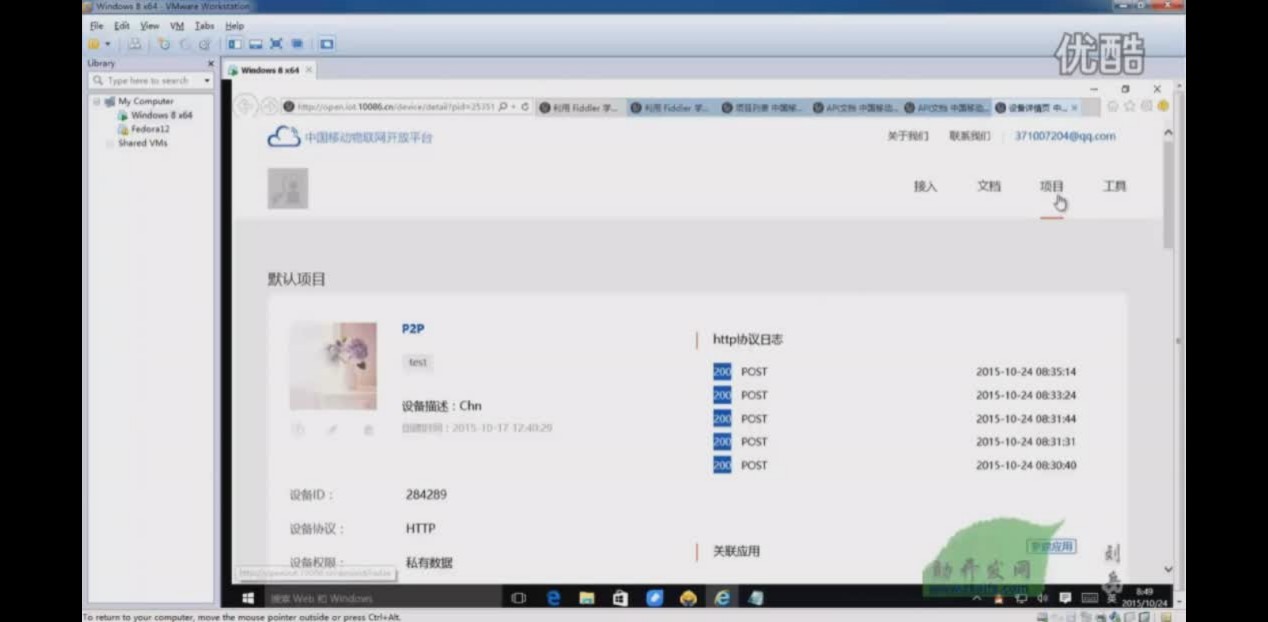 Windows 8 x64 - VMware Workstation
File Edit View VM Tabs Help
优酷
Library
Windows 8 x64
Type here to search
My Computer
Windows 8 x64
Fedora12
Shared VMs
http://open.iot.10086.cn/device/detail?pid=25351
利用 Fiddler 学...
利用 Fiddler 学...
项目列表 中国移...
API文档 中国移动...
API文档 中国移动...
设备详情页 中...
中国移动物联网开放平台
关于我们 联系我们 371007204@qq.com
接入 文档 项目 工具
默认项目
P2P
test
设备描述：Chn
创建时间：2015-10-17 12:40:29
http协议日志
200 POST 2015-10-24 08:35:14
200 POST 2015-10-24 08:33:24
200 POST 2015-10-24 08:31:44
200 POST 2015-10-24 08:31:31
200 POST 2015-10-24 08:30:40
设备ID： 284289
设备协议： HTTP
设备权限： 私有数据
关联应用
搜索 Web 和 Windows
英
8:49
2015/10/24
To return to your computer, move the mouse pointer outside or press Ctrl+Alt.